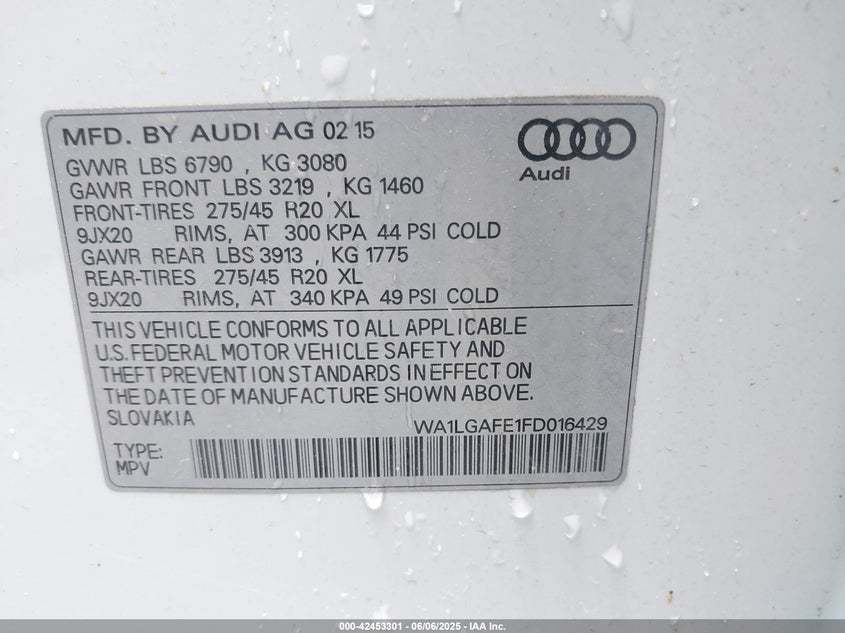 MFD. BY AUDI AG 02 15
Audi
GVWR LBS 6790 , KG 3080
GAWR FRONT LBS 3219 , KG 1460
FRONT-TIRES 275/45 R20 XL
9JX20 RIMS, AT 300 KPA 44 PSI COLD
GAWR REAR LBS 3913 , KG 1775
REAR-TIRES 275/45 R20 XL
9JX20 RIMS, AT 340 KPA 49 PSI COLD
THIS VEHICLE CONFORMS TO ALL APPLICABLE
U.S. FEDERAL MOTOR VEHICLE SAFETY AND
THEFT PREVENTION STANDARDS IN EFFECT ON
THE DATE OF MANUFACTURE SHOWN ABOVE.
SLOVAKIA
WA1LGAFE1FD016429
TYPE:
MPV
000-42453301 - 06/06/2025 - IAA Inc.